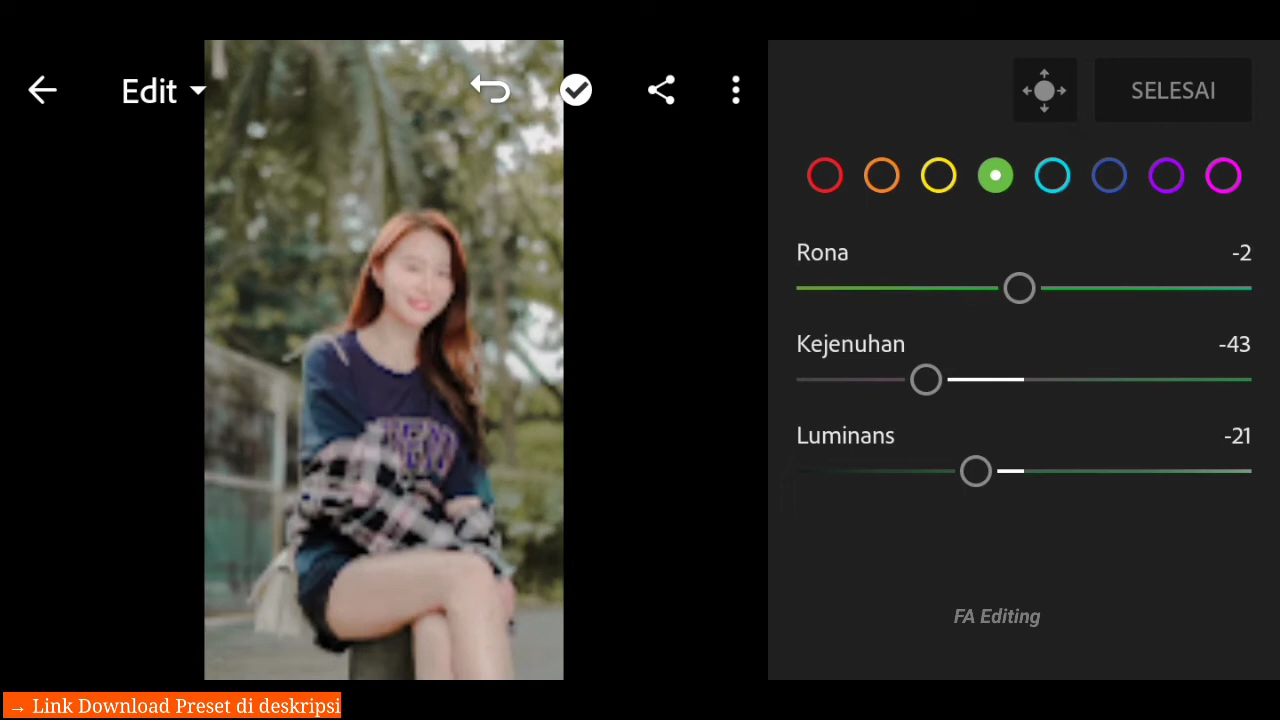 Edit
SELESAI
Rona -2
Kejenuhan -43
Luminans -21
FA Editing
→ Link Download Preset di deskripsi